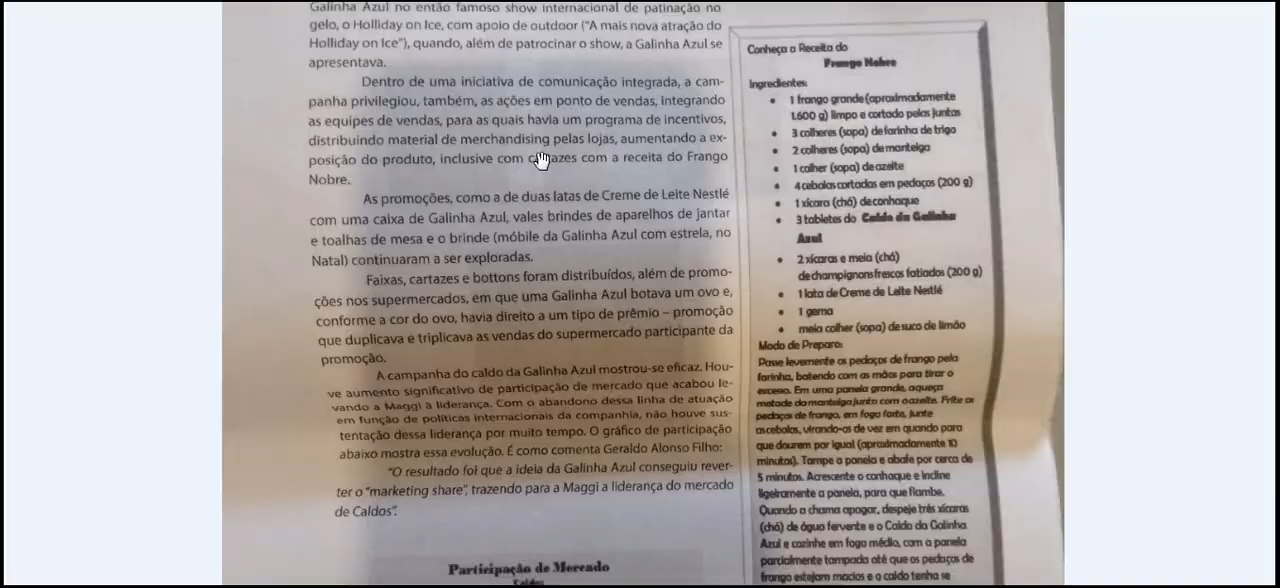 Galinha Azul no então famoso show internacional de patinação no
gelo, o Holliday on Ice, com apoio de outdoor ("A mais nova atração do
Holliday on Ice"), quando, além de patrocinar o show, a Galinha Azul se
apresentava.
Dentro de uma iniciativa de comunicação integrada, a cam-
panha privilegiou, também, as ações em ponto de vendas, integrando
as equipes de vendas, para as quais havia um programa de incentivos,
distribuindo material de merchandising pelas lojas, aumentando a ex-
posição do produto, inclusive com cartazes com a receita do Frango
Nobre.
As promoções, como a de duas latas de Creme de Leite Nestlé
com uma caixa de Galinha Azul, vales brindes de aparelhos de jantar
e toalhas de mesa e o brinde (móbile da Galinha Azul com estrela, no
Natal) continuaram a ser exploradas.
Faixas, cartazes e bottons foram distribuídos, além de promo-
ções nos supermercados, em que uma Galinha Azul botava um ovo e,
conforme a cor do ovo, havia direito a um tipo de prêmio – promoção
que duplicava e triplicava as vendas do supermercado participante da
promoção.
A campanha do caldo da Galinha Azul mostrou-se eficaz. Hou-
ve aumento significativo de participação de mercado que acabou le-
vando a Maggi à liderança. Com o abandono dessa linha de atuação
em função de políticas internacionais da companhia, não houve sus-
tentação dessa liderança por muito tempo. O gráfico de participação
abaixo mostra essa evolução. É como comenta Geraldo Alonso Filho:
"O resultado foi que a ideia da Galinha Azul conseguiu rever-
ter o "marketing share", trazendo para a Maggi a liderança do mercado
de Caldos".
Participação de Mercado
Caldos
Conheça a Receita do
Frango Nobre
Ingredientes:
• 1 frango grande (aproximadamente
1.600 g) limpo e cortado pelas juntas
• 3 colheres (sopa) de farinha de trigo
• 2 colheres (sopa) de manteiga
• 1 colher (sopa) de azeite
• 4 cebolas cortadas em pedaços (200 g)
• 1 xícara (chá) de conhaque
• 3 tabletes do Caldo da Galinha
Azul
• 2 xícaras e meia (chá)
de champignons frescos fatiados (200 g)
• 1 lata de Creme de Leite Nestlé
• 1 gema
• meia colher (sopa) de suco de limão
Modo de Preparo:
Passe levemente os pedaços de frango pela
farinha, batendo com as mãos para tirar o
excesso. Em uma panela grande, aqueça
metade da manteiga junto com o azeite. Frite os
pedaços de frango, em fogo forte, junte
as cebolas, virando-os de vez em quando para
que dourem por igual (aproximadamente 10
minutos). Tampe a panela e abafe por cerca de
5 minutos. Acrescente o conhaque e incline
ligeiramente a panela, para que flambe.
Quando a chama apagar, despeje três xícaras
(chá) de água fervente e o Caldo da Galinha
Azul e cozinhe em fogo médio, com a panela
parcialmente tampada até que os pedaços de
frango estejam macios e o caldo tenha se